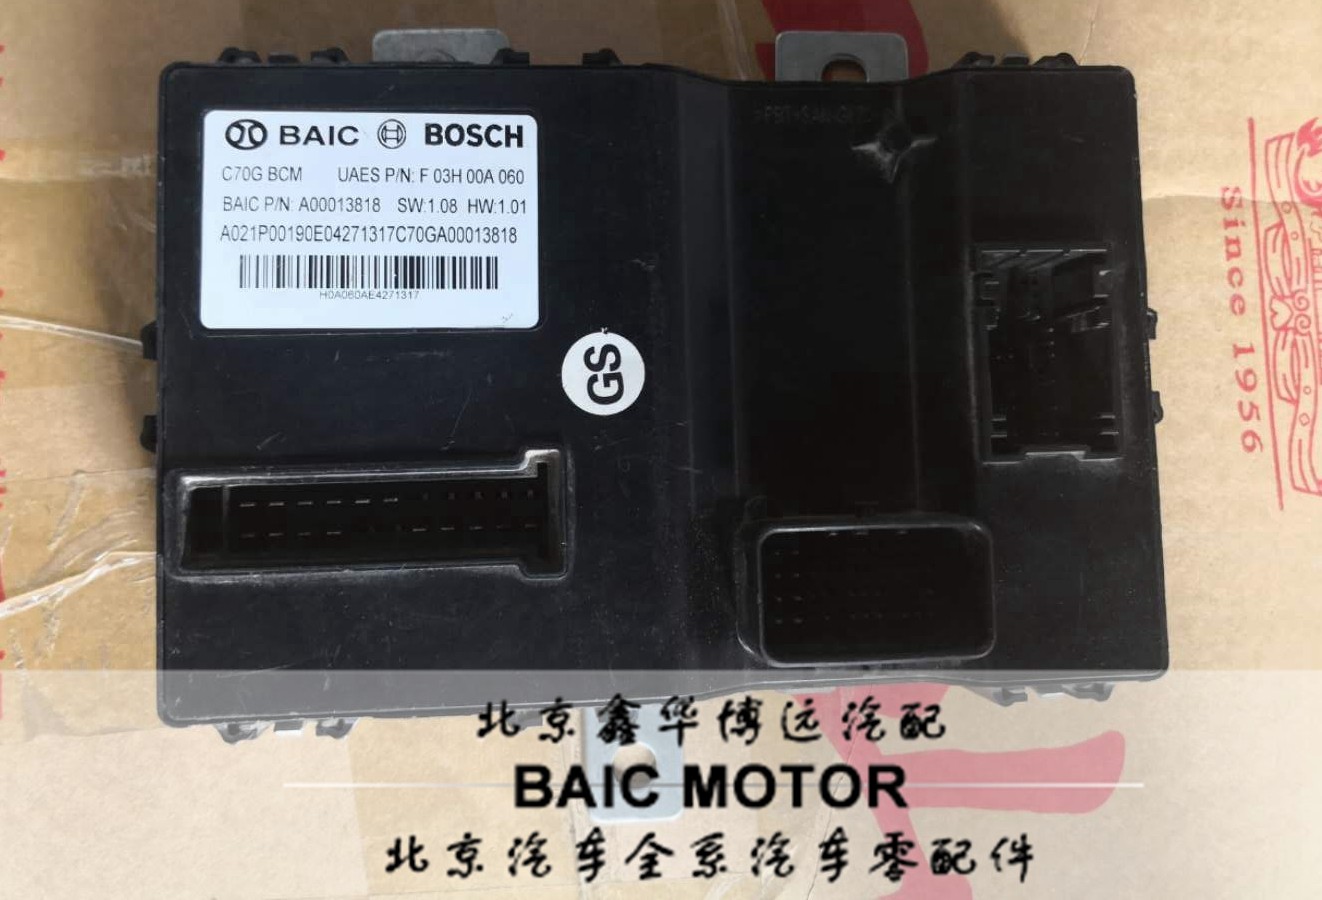 BAIC BOSCH
C70G BCM UAES P/N: F 03H 00A 060
BAIC P/N: A00013818 SW:1.08 HW:1.01
A021P00190E04271317C70GA00013818
H0A060AE4271317
GS
Since 1956
北京鑫华博远汽配
BAIC MOTOR
北京汽车全系汽车零配件